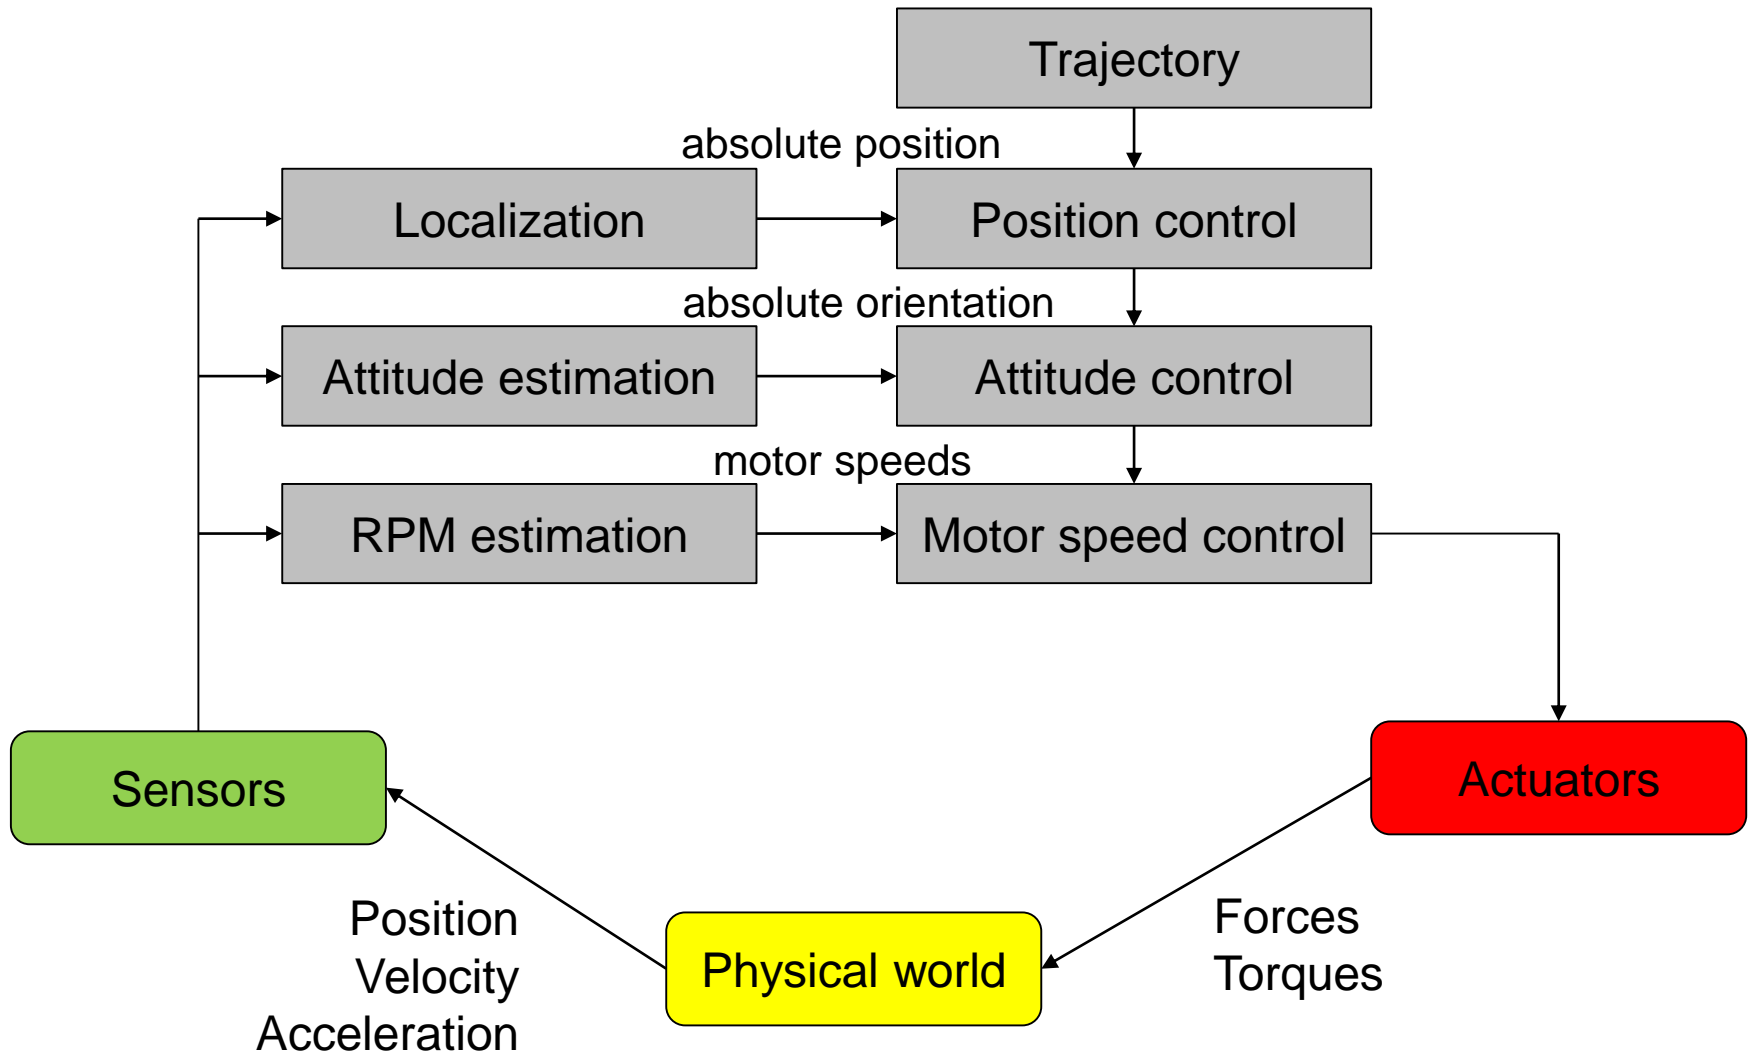 Trajectory
absolute position
Localization
Position control
absolute orientation
Attitude estimation
Attitude control
motor speeds
RPM estimation
Motor speed control
Sensors
Actuators
Position
Velocity
Acceleration
Physical world
Forces
Torques